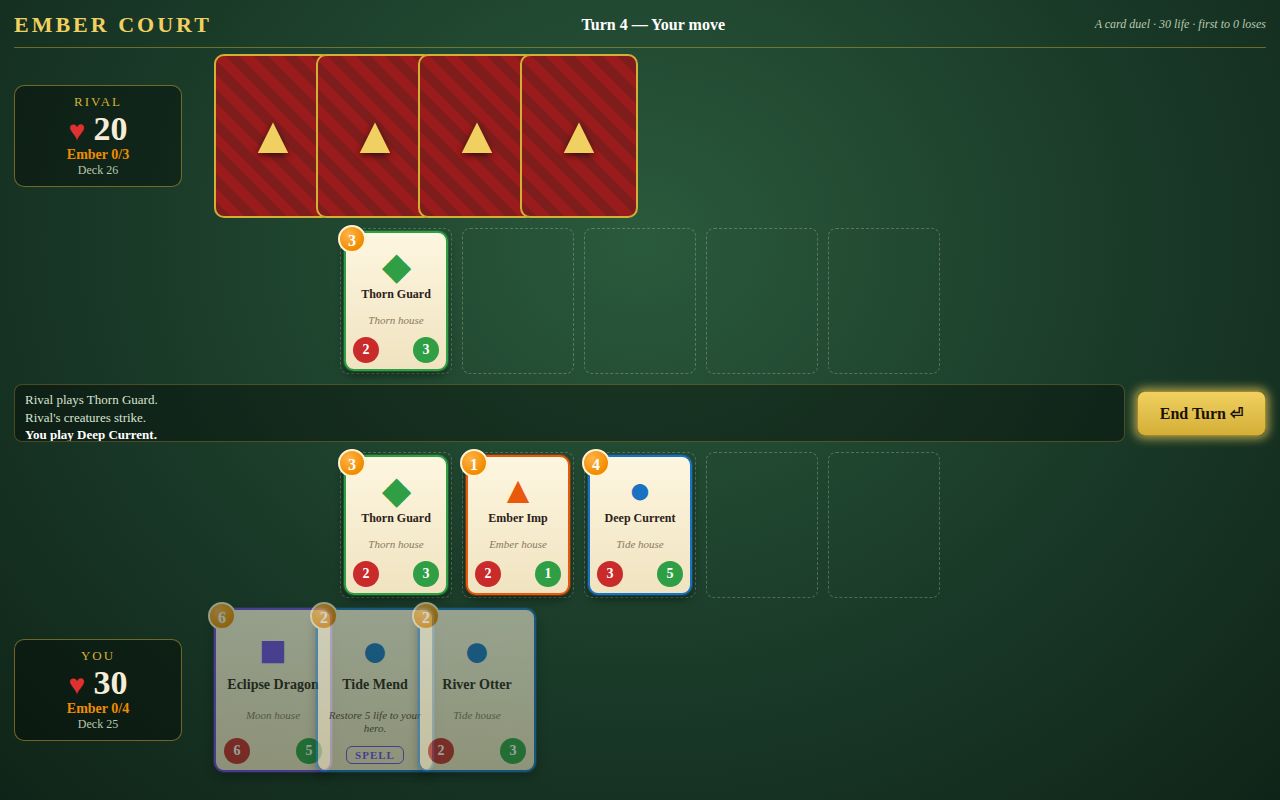 EMBER COURT
Turn 4 — Your move
A card duel · 30 life · first to 0 loses
RIVAL
♥ 20
Ember 0/3
Deck 26
3
Thorn Guard
Thorn house
2 3
Rival plays Thorn Guard.
Rival's creatures strike.
You play Deep Current.
End Turn ⏎
3
Thorn Guard
Thorn house
2 3
1
Ember Imp
Ember house
2 1
4
Deep Current
Tide house
3 5
YOU
♥ 30
Ember 0/4
Deck 25
6
Eclipse Dragon
Moon house
6 5
2
Tide Mend
Restore 5 life to your
hero.
SPELL
2
River Otter
Tide house
2 3